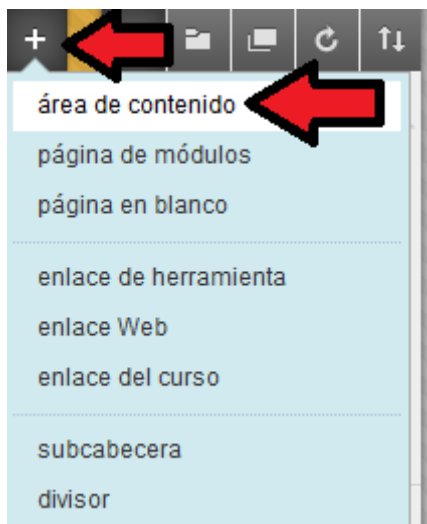 área de contenido
página de módulos
página en blanco
enlace de herramienta
enlace Web
enlace del curso
subcabecera
divisor